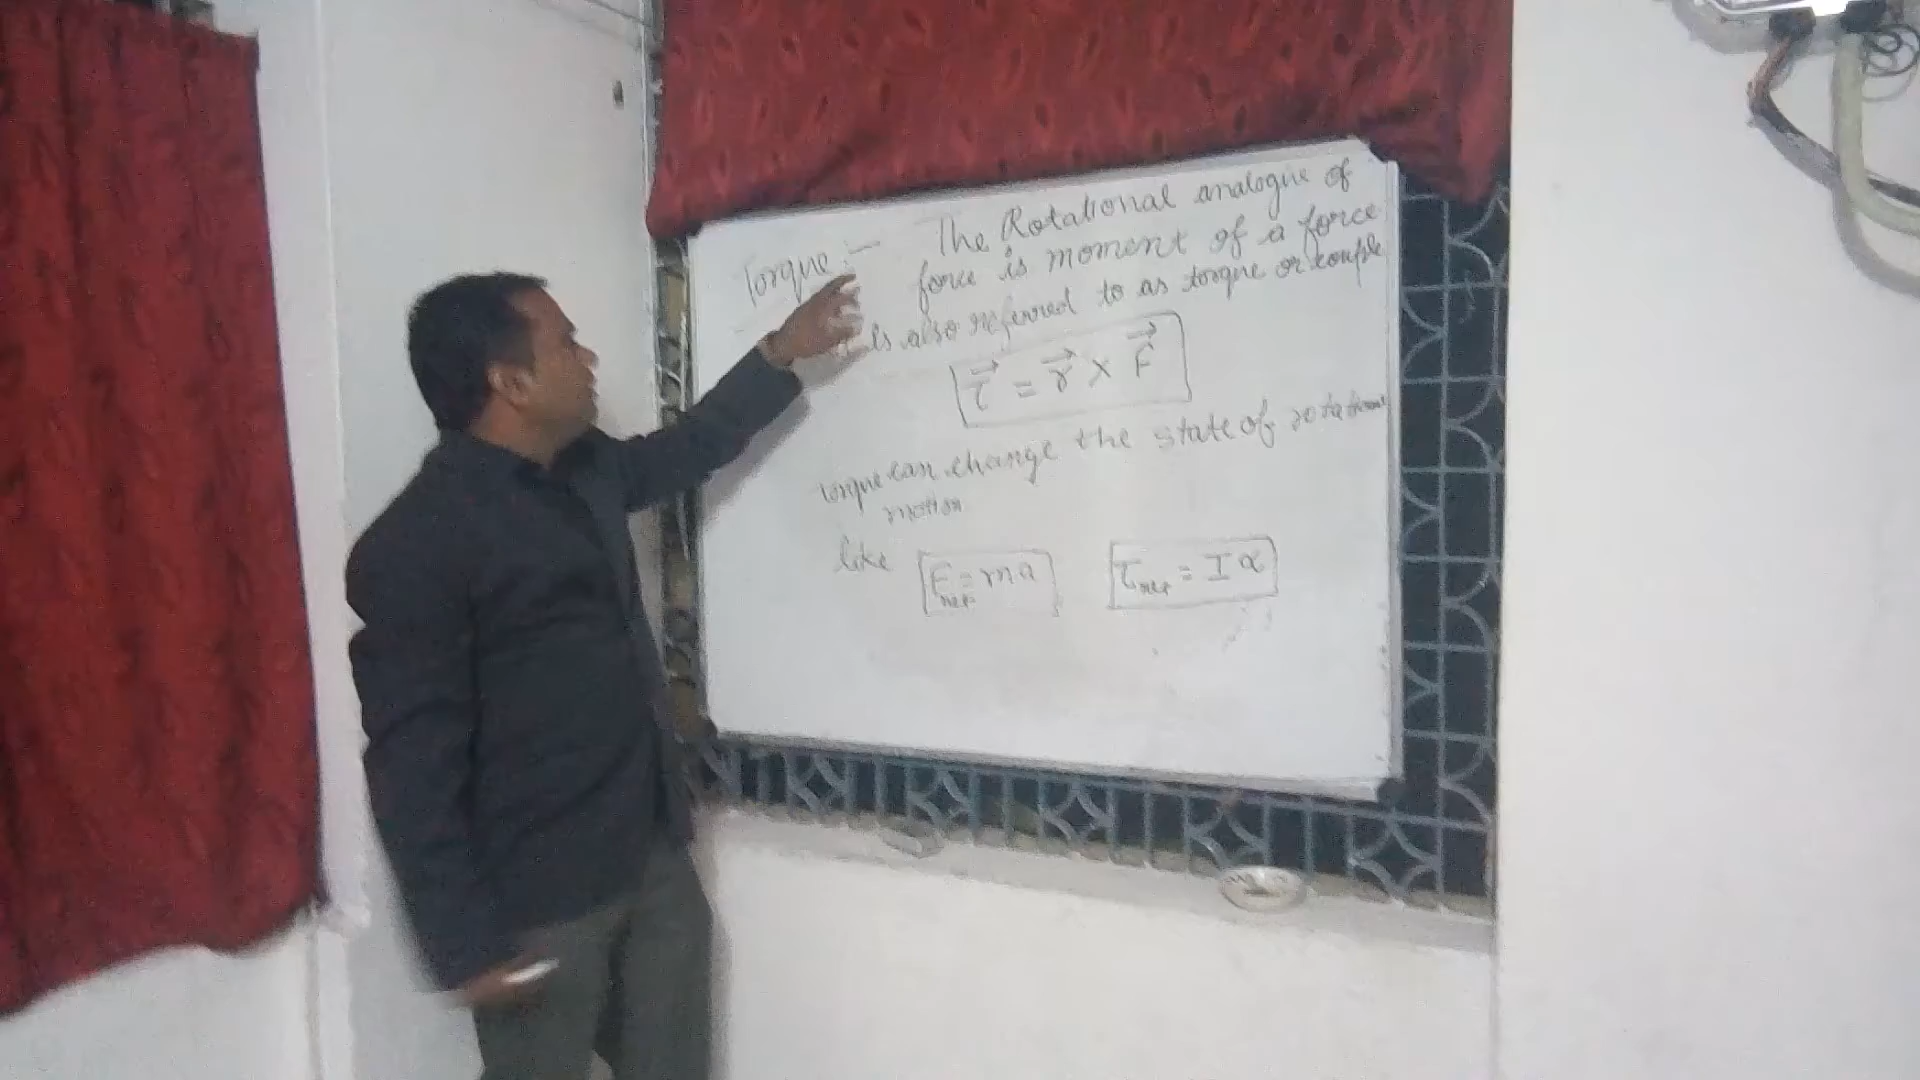 Torque :- The Rotational analogue of
force is moment of a force
Is also referred to as torque or couple
τ⃗ = r⃗ × F⃗
torque can change the state of rotational
motion
like F_net = ma τ_net = I α